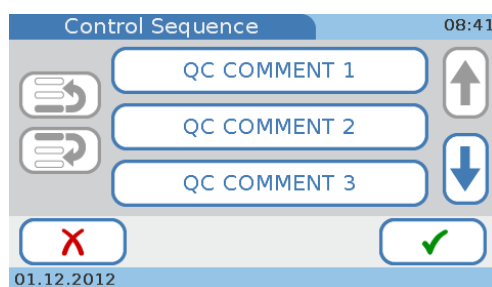 Control Sequence 08:41
QC COMMENT 1
QC COMMENT 2
QC COMMENT 3
01.12.2012